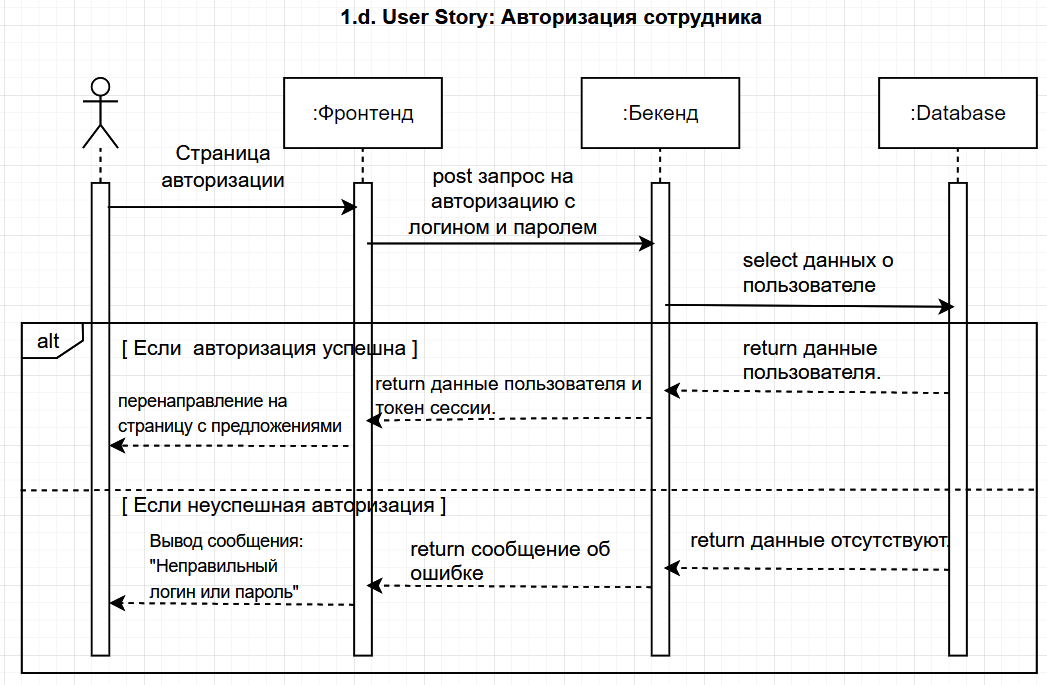 1.d. User Story: Авторизация сотрудника
:Фронтенд
:Бекенд
:Database
Страница
авторизации
post запрос на
авторизацию с
логином и паролем
select данных о
пользователе
alt
[ Если  авторизация успешна ]
return данные
пользователя.
return данные пользователя и
токен сессии.
перенаправление на
страницу с предложениями
[ Если неуспешная авторизация ]
return данные отсутствуют.
return сообщение об
ошибке
Вывод сообщения:
"Неправильный
логин или пароль"